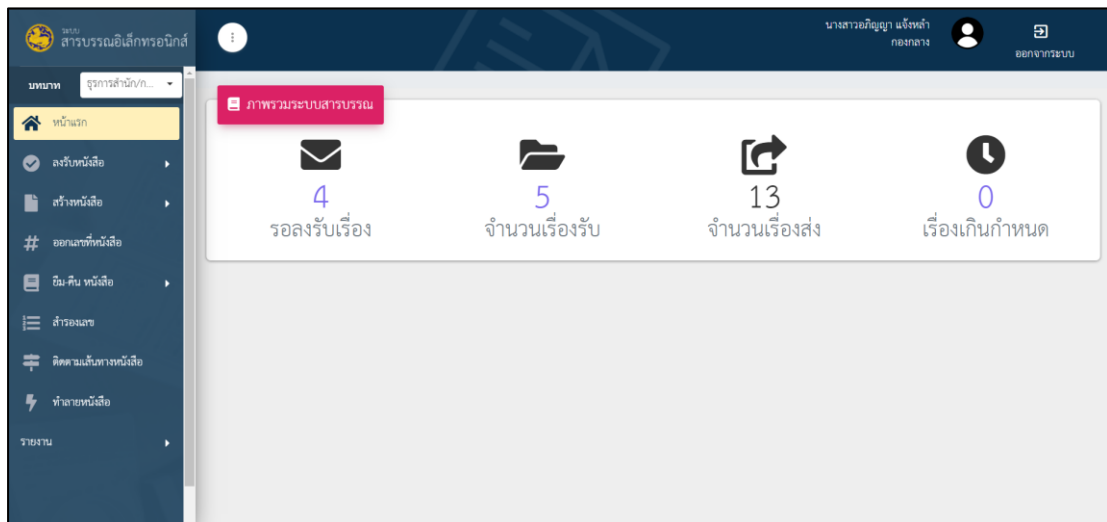 ระบบ
สารบรรณอิเล็กทรอนิกส์
นางสาวอภิญญา แจ้งหล้า
กองกลาง
ออกจากระบบ
บทบาท
ธุรการสำนัก/ก...
หน้าแรก
ลงรับหนังสือ
สร้างหนังสือ
ออกเลขที่หนังสือ
ยืม-คืน หนังสือ
สำรองเลข
ติดตามเส้นทางหนังสือ
ทำลายหนังสือ
รายงาน
ภาพรวมระบบสารบรรณ
4
รอลงรับเรื่อง
5
จำนวนเรื่องรับ
13
จำนวนเรื่องส่ง
0
เรื่องเกินกำหนด